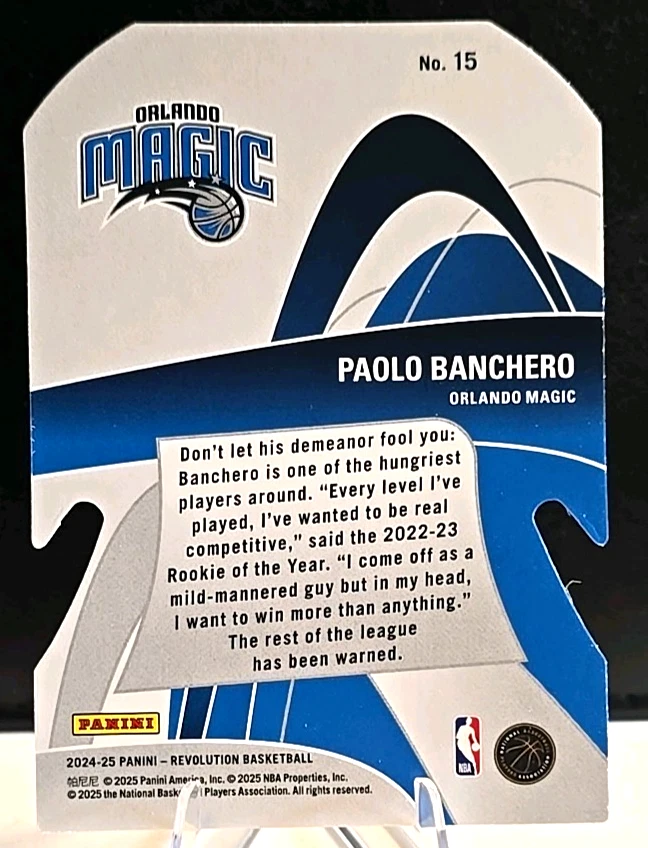 No. 15
ORLANDO
MAGIC
PAOLO BANCHERO
ORLANDO MAGIC
Don't let his demeanor fool you:
Banchero is one of the hungriest
players around. “Every level I've
played, I've wanted to be real
competitive,” said the 2022-23
Rookie of the Year. “I come off as a
mild-mannered guy but in my head,
I want to win more than anything.”
The rest of the league
has been warned.
PANINI
NBA
2024-25 PANINI – REVOLUTION BASKETBALL
帕尼尼 © 2025 Panini America, Inc. © 2025 NBA Properties, Inc.
© 2025 the National Players Association. All rights reserved.